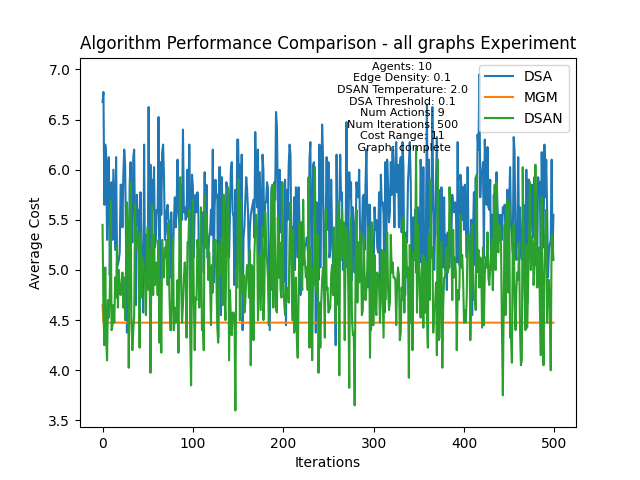 Algorithm Performance Comparison - all graphs Experiment
Agents: 10
Edge Density: 0.1
DSAN Temperature: 2.0
DSA Threshold: 0.1
Num Actions: 9
Num Iterations: 500
Cost Range: 11
Graph: complete
DSA
MGM
DSAN
Average Cost
7.0
6.5
6.0
5.5
5.0
4.5
4.0
3.5
0
100
200
300
400
500
Iterations